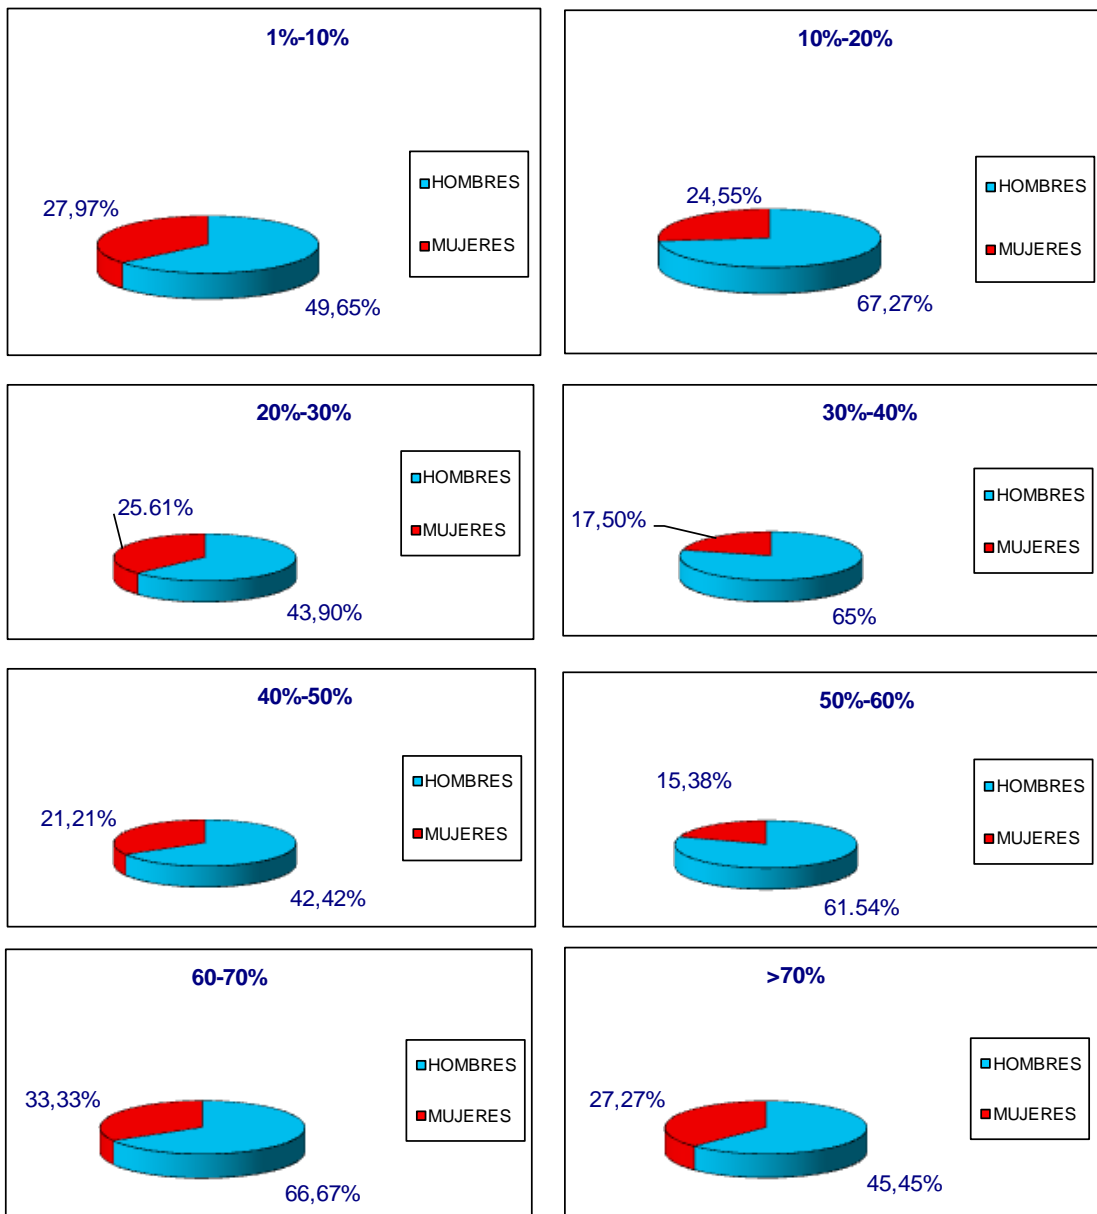 1%-10%
27,97%
HOMBRES
MUJERES
49,65%
10%-20%
24,55%
HOMBRES
MUJERES
67,27%
20%-30%
25.61%
HOMBRES
MUJERES
43,90%
30%-40%
17,50%
HOMBRES
MUJERES
65%
40%-50%
21,21%
HOMBRES
MUJERES
42,42%
50%-60%
15,38%
HOMBRES
MUJERES
61.54%
60-70%
33,33%
HOMBRES
MUJERES
66,67%
>70%
27,27%
HOMBRES
MUJERES
45,45%